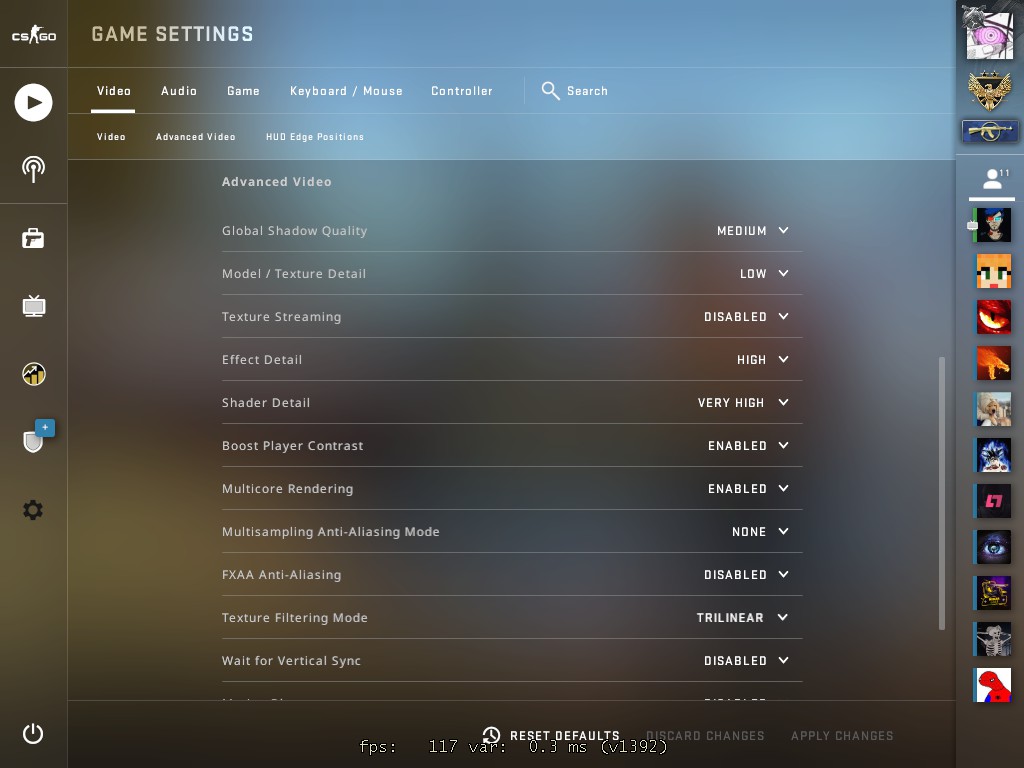 CS GO
GAME SETTINGS
Video Audio Game Keyboard / Mouse Controller Search
Video Advanced Video HUD Edge Positions
11
Advanced Video
Global Shadow Quality MEDIUM
Model / Texture Detail LOW
Texture Streaming DISABLED
Effect Detail HIGH
Shader Detail VERY HIGH
Boost Player Contrast ENABLED
+
Multicore Rendering ENABLED
Multisampling Anti-Aliasing Mode NONE
FXAA Anti-Aliasing DISABLED
Texture Filtering Mode TRILINEAR
Wait for Vertical Sync DISABLED
RESET DEFAULTS DISCARD CHANGES APPLY CHANGES
fps: 117 var: 0.3 ms (v1392)